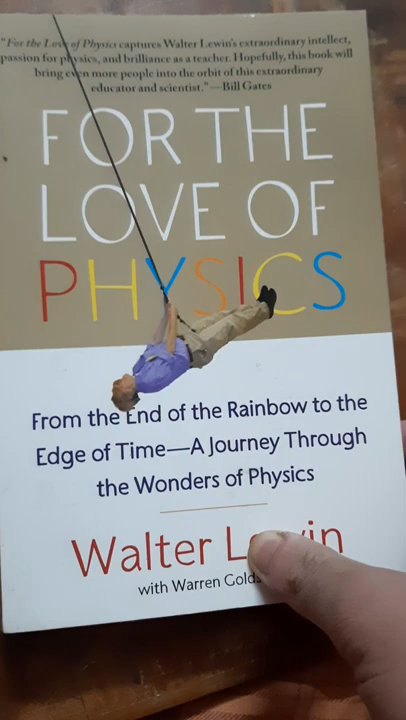 "For the Love of Physics captures Walter Lewin's extraordinary intellect,
passion for physics, and brilliance as a teacher. Hopefully, this book will
bring even more people into the orbit of this extraordinary
educator and scientist." —Bill Gates
FOR THE
LOVE OF
PHYSICS
From the End of the Rainbow to the
Edge of Time—A Journey Through
the Wonders of Physics
Walter Lewin
with Warren